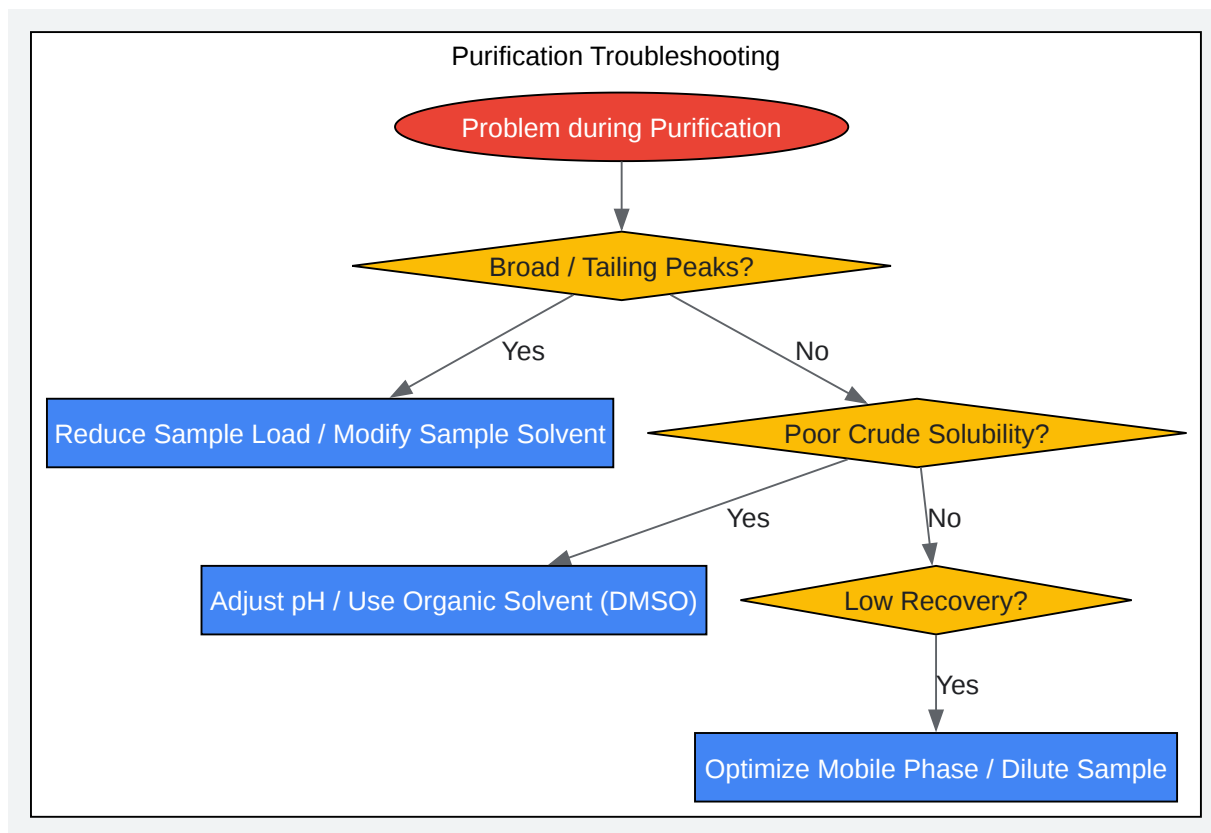 Purification Troubleshooting
Problem during Purification
Broad / Tailing Peaks?
Yes
No
Reduce Sample Load / Modify Sample Solvent
Poor Crude Solubility?
Yes
No
Adjust pH / Use Organic Solvent (DMSO)
Low Recovery?
Yes
Optimize Mobile Phase / Dilute Sample